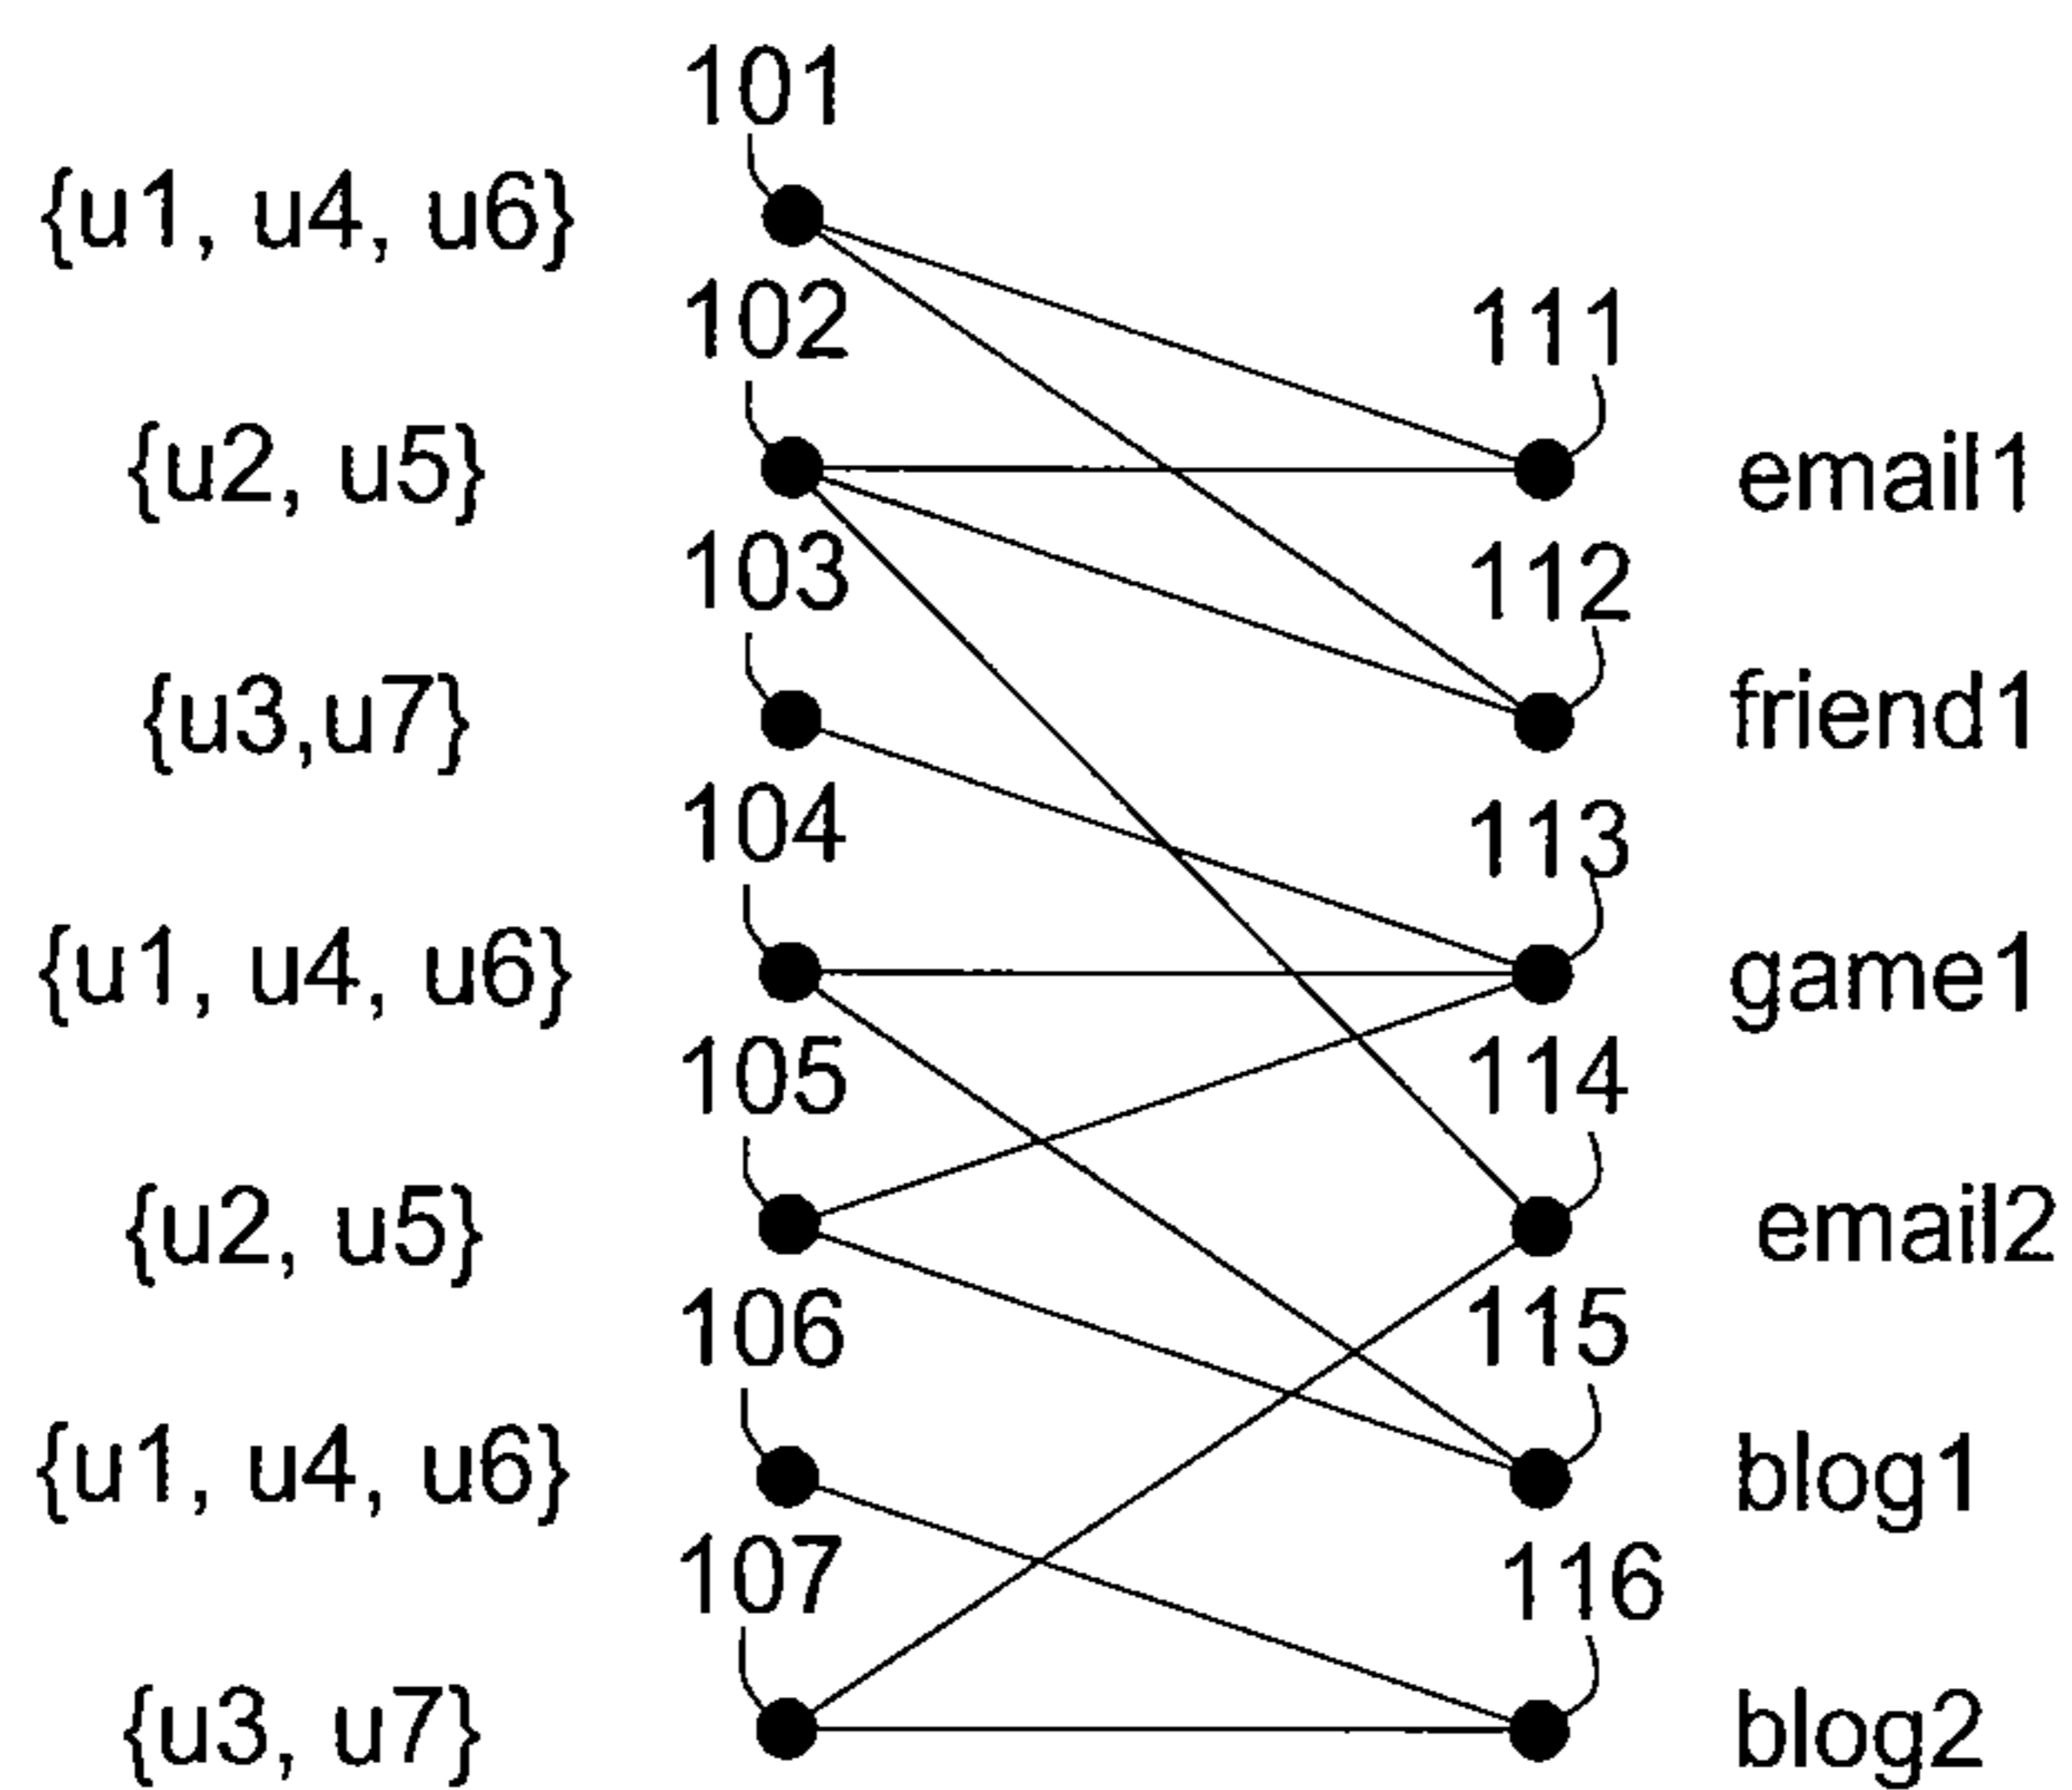 101
{u1, u4, u6}
102
111
{u2, u5}
email1
103
112
{u3,u7}
friend1
104
113
{u1, u4, u6}
game1
105
114
{u2, u5}
email2
106
115
{u1, u4, u6}
blog1
107
116
{u3, u7}
blog2